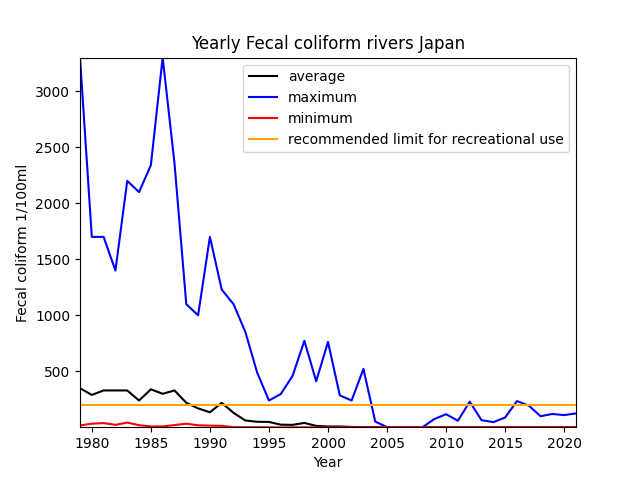 Yearly Fecal coliform rivers Japan
average
maximum
minimum
recommended limit for recreational use
Fecal coliform 1/100ml
3000
2500
2000
1500
1000
500
1980 1985 1990 1995 2000 2005 2010 2015 2020
Year